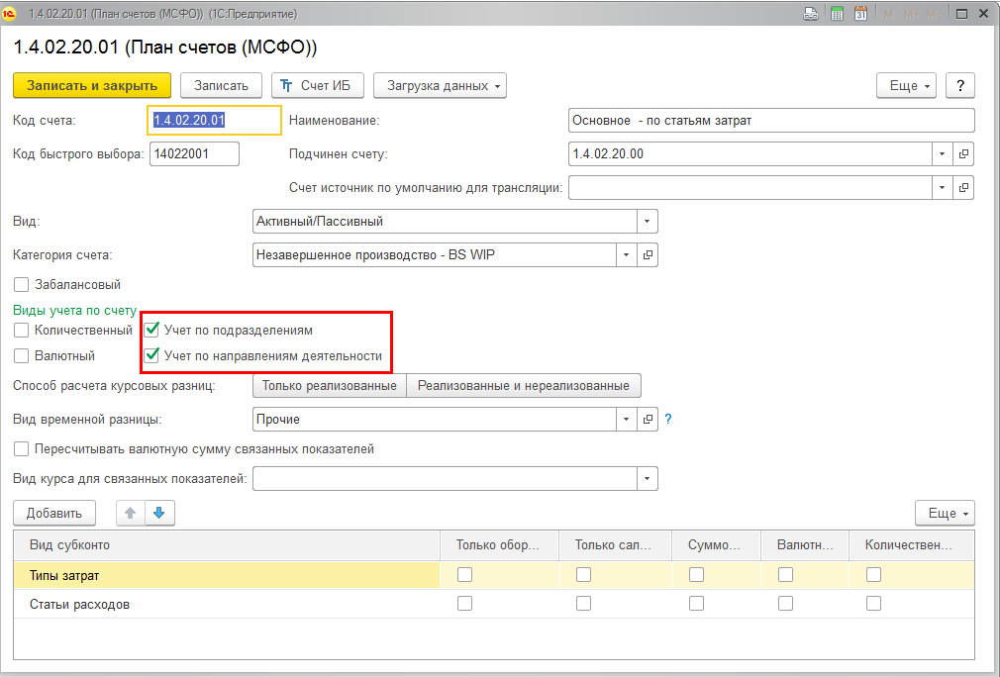 1.4.02.20.01 (План счетов (МСФО)) (1С:Предприятие)
31 M M+ M-
1.4.02.20.01 (План счетов (МСФО))
Записать и закрыть Записать Тт Счет ИБ Загрузка данных Еще ?
Код счета: 1.4.02.20.01 Наименование: Основное - по статьям затрат
Код быстрого выбора: 14022001 Подчинен счету: 1.4.02.20.00
Счет источник по умолчанию для трансляции:
Вид: Активный/Пассивный
Категория счета: Незавершенное производство - BS WIP
Забалансовый
Виды учета по счету
Количественный Учет по подразделениям
Валютный Учет по направлениям деятельности
Способ расчета курсовых разниц: Только реализованные Реализованные и нереализованные
Вид временной разницы: Прочие ?
Пересчитывать валютную сумму связанных показателей
Вид курса для связанных показателей:
Добавить Еще
Вид субконто Только обор... Только сал... Суммо... Валютн... Количествен...
Типы затрат
Статьи расходов